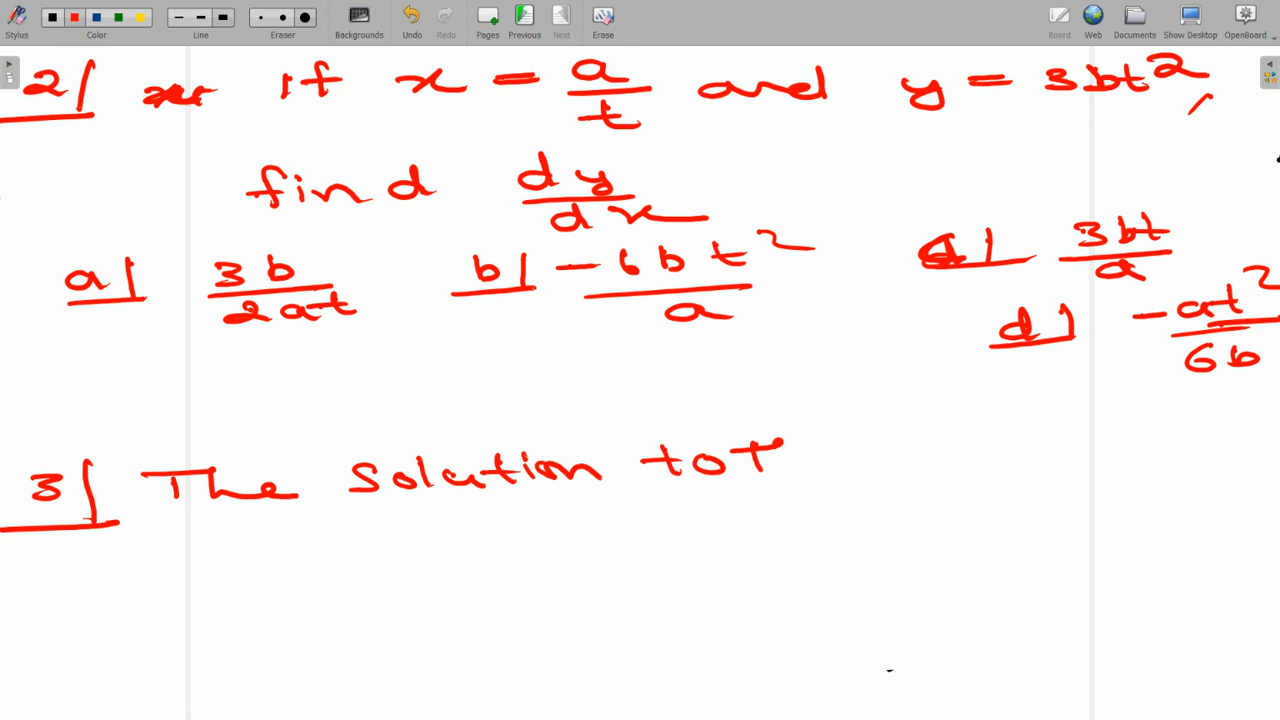 Stylus Color Line Eraser Backgrounds Undo Redo Pages Previous Next Erase Board Web Documents Show Desktop OpenBoard
2/ if x = a/t and y = 3bt²,
find dy/dx
a/ 3b/2at b/ -6bt²/a c/ 3bt/a
d/ -at²/6b
3/ The Solution to